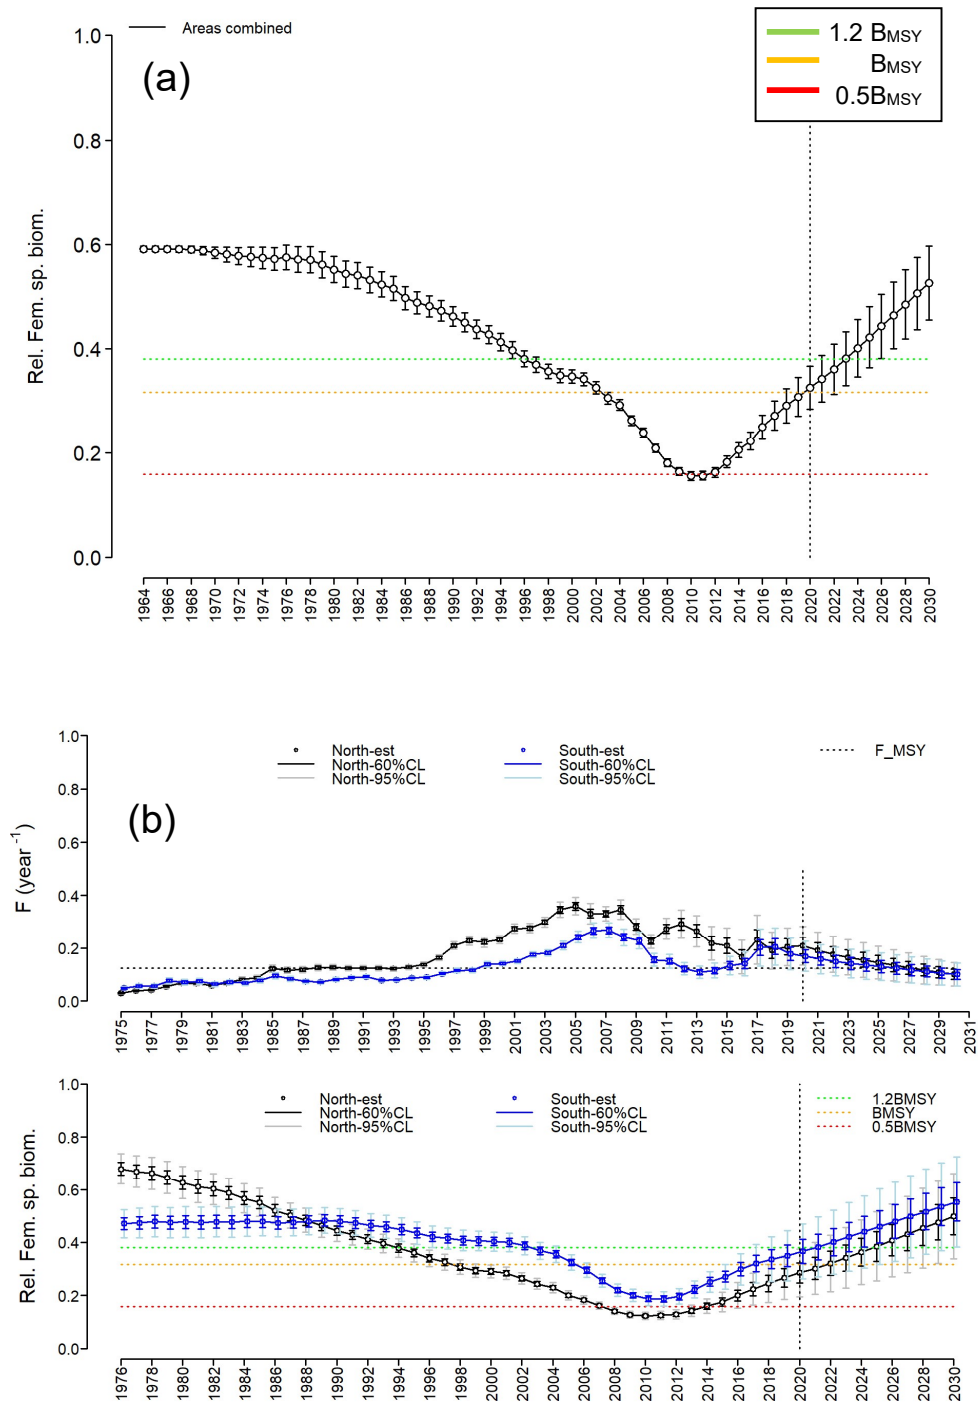 Areas combined
(a)
1.2 BMSY
BMSY
0.5BMSY
Rel. Fem. sp. biom.
1.0
0.8
0.6
0.4
0.2
0.0
1964 1966 1968 1970 1972 1974 1976 1978 1980 1982 1984 1986 1988 1990 1992 1994 1996 1998 2000 2002 2004 2006 2008 2010 2012 2014 2016 2018 2020 2022 2024 2026 2028 2030
(b)
North-est South-est F_MSY
North-60%CL South-60%CL
North-95%CL South-95%CL
F (year -1)
1.0
0.8
0.6
0.4
0.2
0.0
1975 1977 1979 1981 1983 1985 1987 1989 1991 1993 1995 1997 1999 2001 2003 2005 2007 2009 2011 2013 2015 2017 2019 2021 2023 2025 2027 2029 2031
North-est South-est 1.2BMSY
North-60%CL South-60%CL BMSY
North-95%CL South-95%CL 0.5BMSY
Rel. Fem. sp. biom.
1.0
0.8
0.6
0.4
0.2
0.0
1976 1978 1980 1982 1984 1986 1988 1990 1992 1994 1996 1998 2000 2002 2004 2006 2008 2010 2012 2014 2016 2018 2020 2022 2024 2026 2028 2030